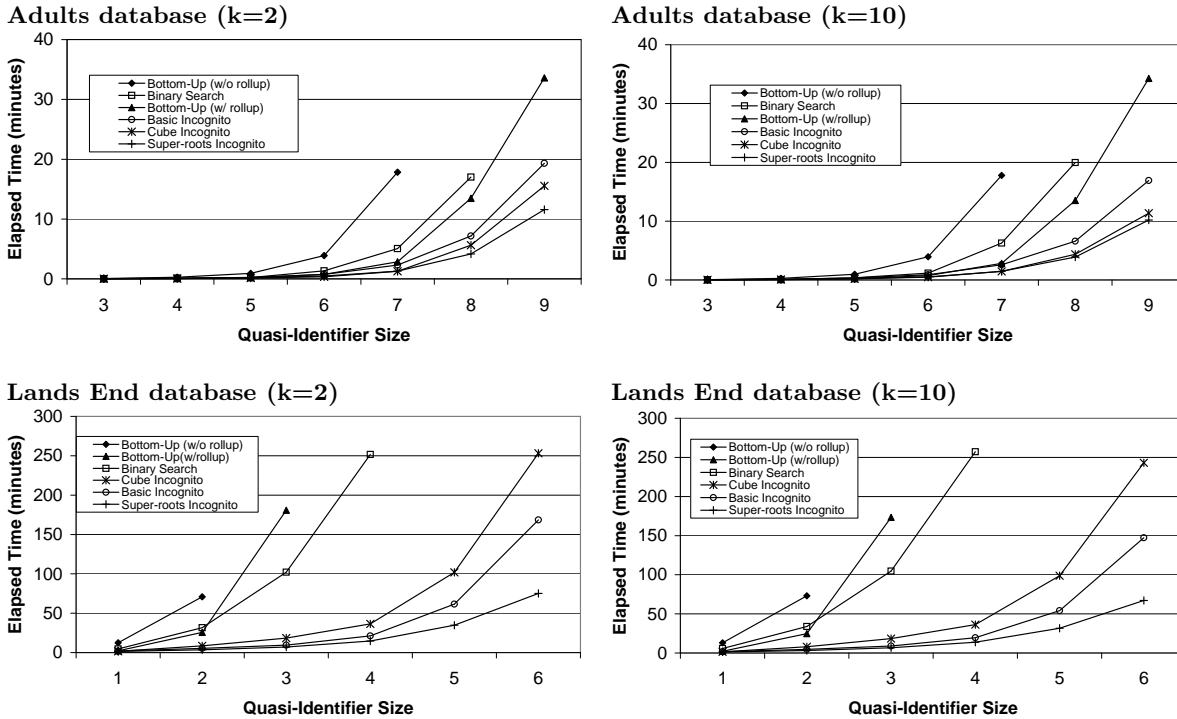 Adults database (k=2)
Elapsed Time (minutes)
40
30
20
10
0
Bottom-Up (w/o rollup)
Binary Search
Bottom-Up (w/ rollup)
Basic Incognito
Cube Incognito
Super-roots Incognito
3 4 5 6 7 8 9
Quasi-Identifier Size
Adults database (k=10)
Elapsed Time (minutes)
40
30
20
10
0
Bottom-Up (w/o rollup)
Binary Search
Bottom-Up (w/rollup)
Basic Incognito
Cube Incognito
Super-roots Incognito
3 4 5 6 7 8 9
Quasi-Identifier Size
Lands End database (k=2)
Elapsed Time (minutes)
300
250
200
150
100
50
0
Bottom-Up (w/o rollup)
Bottom-Up(w/rollup)
Binary Search
Cube Incognito
Basic Incognito
Super-roots Incognito
1 2 3 4 5 6
Quasi-Identifier Size
Lands End database (k=10)
Elapsed Time (minutes)
300
250
200
150
100
50
0
Bottom-Up (w/o rollup)
Bottom-Up (w/rollup)
Binary Search
Cube Incognito
Basic Incognito
Super-roots Incognito
1 2 3 4 5 6
Quasi-Identifier Size